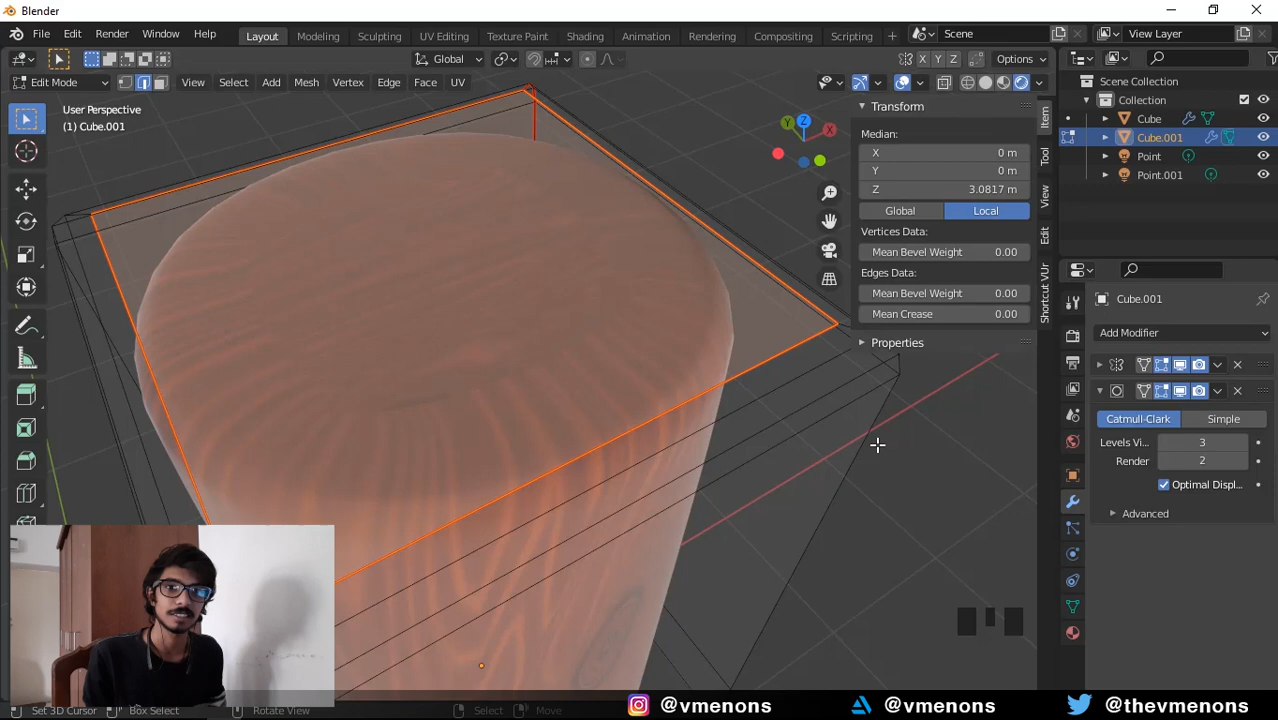 Blender
File Edit Render Window Help
Layout Modeling Sculpting UV Editing Texture Paint Shading Animation Rendering Compositing Scripting
Scene
View Layer
Global
X Y Z
Options
Edit Mode
View Select Add Mesh Vertex Edge Face UV
User Perspective
(1) Cube.001
Y Z X
Transform
Median:
X 0 m
Y 0 m
Z 3.0817 m
Global Local
Vertices Data:
Mean Bevel Weight 0.00
Edges Data:
Mean Bevel Weight 0.00
Mean Crease 0.00
Properties
Item
Tool
View
Edit
Shortcut VUr
Scene Collection
Collection
Cube
Cube.001
Point
Point.001
Cube.001
Add Modifier
Catmull-Clark Simple
Levels Vi... 3
Render 2
Optimal Displ...
Advanced
Set 3D Cursor Box Select Rotate View Select Move
@vmenons @vmenons @thevmenons